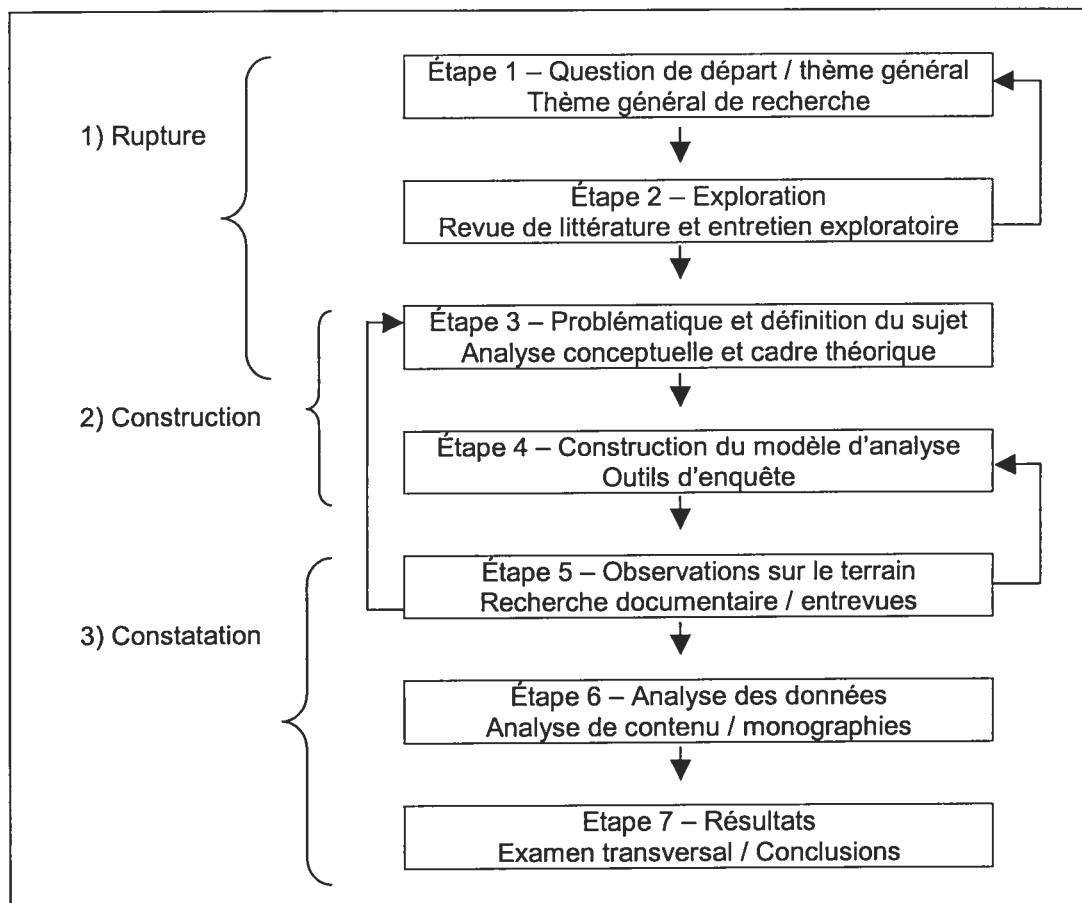 Étape 1 – Question de départ / thème général
Thème général de recherche
1) Rupture
Étape 2 – Exploration
Revue de littérature et entretien exploratoire
Étape 3 – Problématique et définition du sujet
Analyse conceptuelle et cadre théorique
2) Construction
Étape 4 – Construction du modèle d'analyse
Outils d'enquête
Étape 5 – Observations sur le terrain
Recherche documentaire / entrevues
3) Constatation
Étape 6 – Analyse des données
Analyse de contenu / monographies
Etape 7 – Résultats
Examen transversal / Conclusions